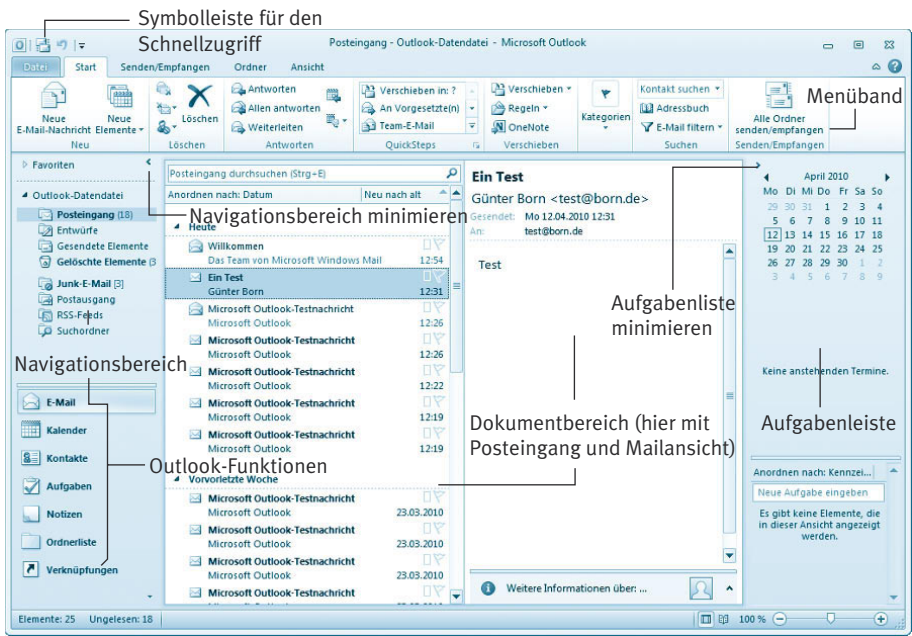 Symbolleiste für den
Schnellzugriff
Posteingang - Outlook-Datendatei - Microsoft Outlook
Datei Start Senden/Empfangen Ordner Ansicht
Neue
E-Mail-Nachricht
Neue
Elemente
Neu
Löschen
Löschen
Antworten
Allen antworten
Weiterleiten
Antworten
Verschieben in: ?
An Vorgesetzte(n)
Team-E-Mail
QuickSteps
Verschieben
Regeln
OneNote
Verschieben
Kategorien
Kontakt suchen
Adressbuch
E-Mail filtern
Suchen
Alle Ordner
senden/empfangen
Senden/Empfangen
Menüband
Favoriten
Outlook-Datendatei
Posteingang (18)
Entwürfe
Gesendete Elemente
Gelöschte Elemente (3
Junk-E-Mail [3]
Postausgang
RSS-Feeds
Suchordner
Navigationsbereich
E-Mail
Kalender
Kontakte
Aufgaben
Notizen
Ordnerliste
Verknüpfungen
Outlook-Funktionen
Posteingang durchsuchen (Strg+E)
Anordnen nach: Datum Neu nach alt
Navigationsbereich minimieren
Heute
Willkommen
Das Team von Microsoft Windows Mail 12:54
Ein Test
Günter Born 12:31
Microsoft Outlook-Testnachricht
Microsoft Outlook 12:26
Microsoft Outlook-Testnachricht
Microsoft Outlook 12:26
Microsoft Outlook-Testnachricht
Microsoft Outlook 12:22
Microsoft Outlook-Testnachricht
Microsoft Outlook 12:19
Microsoft Outlook-Testnachricht
Microsoft Outlook 12:19
Vorvorletzte Woche
Microsoft Outlook-Testnachricht
Microsoft Outlook 23.03.2010
Microsoft Outlook-Testnachricht
Microsoft Outlook 23.03.2010
Microsoft Outlook-Testnachricht
Microsoft Outlook 23.03.2010
Microsoft Outlook-Testnachricht
Ein Test
Günter Born <test@born.de>
Gesendet: Mo 12.04.2010 12:31
An: test@born.de
Test
Aufgabenliste
minimieren
Dokumentbereich (hier mit
Posteingang und Mailansicht)
Weitere Informationen über: ...
April 2010
Mo Di Mi Do Fr Sa So
29 30 31 1 2 3 4
5 6 7 8 9 10 11
12 13 14 15 16 17 18
19 20 21 22 23 24 25
26 27 28 29 30 1 2
3 4 5 6 7 8 9
Keine anstehenden Termine.
Aufgabenleiste
Anordnen nach: Kennzei...
Neue Aufgabe eingeben
Es gibt keine Elemente, die
in dieser Ansicht angezeigt
werden.
Elemente: 25 Ungelesen: 18
100 %